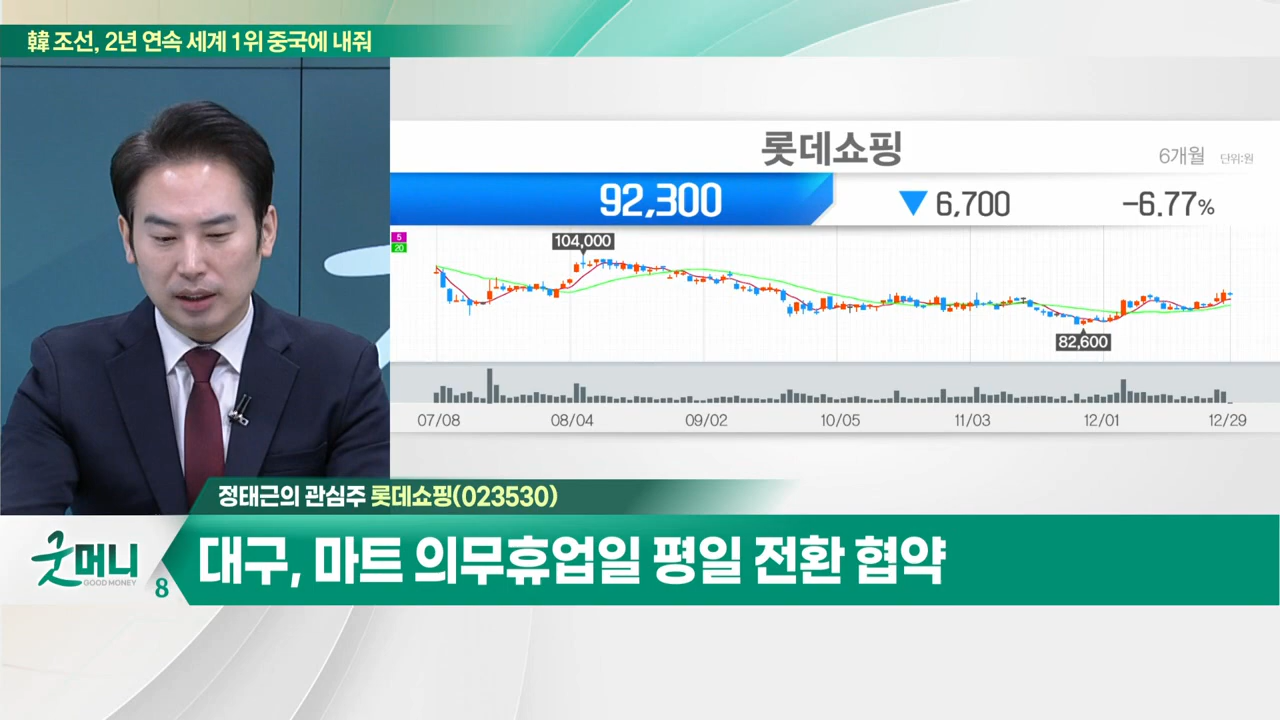 韓 조선, 2년 연속 세계 1위 중국에 내줘
롯데쇼핑
6개월 단위:원
92,300 ▼ 6,700 -6.77%
5
20
104,000
82,600
07/08 08/04 09/02 10/05 11/03 12/01 12/29
정태근의 관심주 롯데쇼핑(023530)
굿머니
GOOD MONEY
8
대구, 마트 의무휴업일 평일 전환 협약